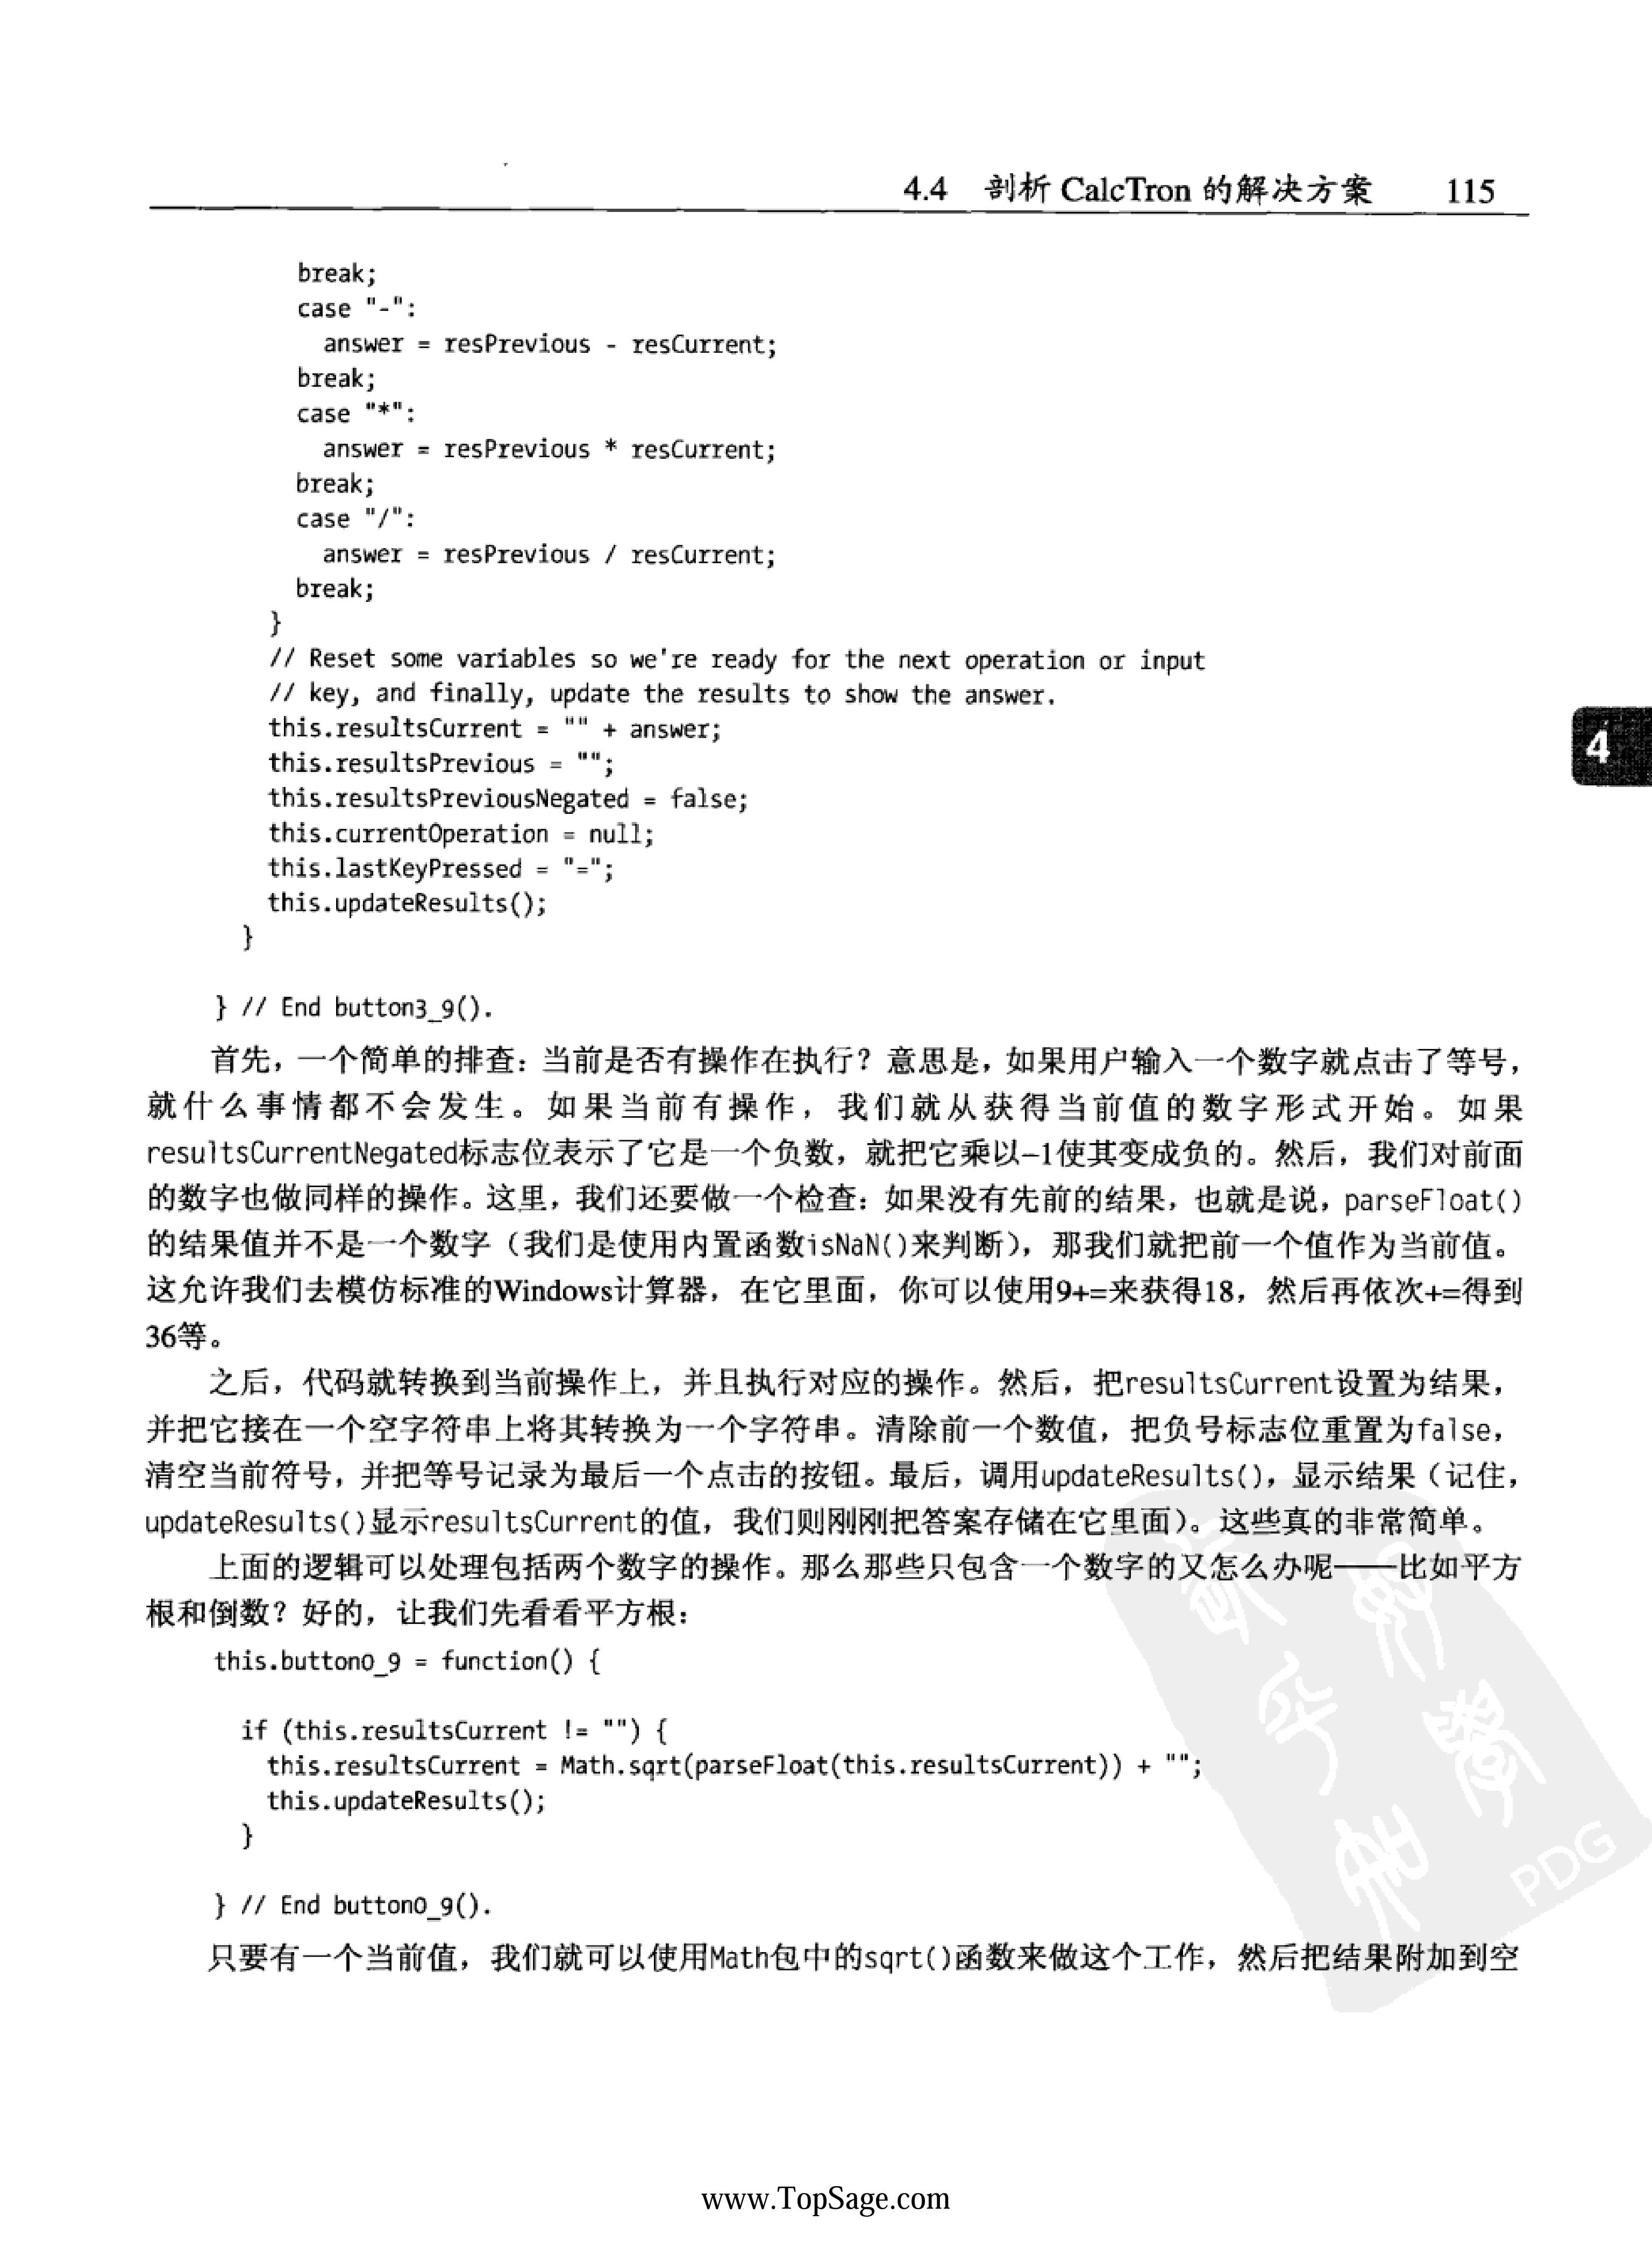 4.4 剖析 CalcTron 的解决方案 115
break;
case "-":
answer = resPrevious - resCurrent;
break;
case "*":
answer = resPrevious * resCurrent;
break;
case "/":
answer = resPrevious / resCurrent;
break;
}
// Reset some variables so we're ready for the next operation or input
// key, and finally, update the results to show the answer.
this.resultsCurrent = "" + answer;
this.resultsPrevious = "";
this.resultsPreviousNegated = false;
this.currentOperation = null;
this.lastKeyPressed = "=";
this.updateResults();
}
4
} // End button3_9().
首先，一个简单的排查：当前是否有操作在执行？意思是，如果用户输入一个数字就点击了等号，
就什么事情都不会发生。如果当前有操作，我们就从获得当前值的数字形式开始。如果
resultsCurrentNegated标志位表示了它是一个负数，就把它乘以–1使其变成负的。然后，我们对前面
的数字也做同样的操作。这里，我们还要做一个检查：如果没有先前的结果，也就是说，parseFloat()
的结果值并不是一个数字（我们是使用内置函数isNaN()来判断），那我们就把前一个值作为当前值。
这允许我们去模仿标准的Windows计算器，在它里面，你可以使用9+=来获得18，然后再依次+=得到
36等。
之后，代码就转换到当前操作上，并且执行对应的操作。然后，把resultsCurrent设置为结果，
并把它接在一个空字符串上将其转换为一个字符串。清除前一个数值，把负号标志位重置为false，
清空当前符号，并把等号记录为最后一个点击的按钮。最后，调用updateResults()，显示结果（记住，
updateResults()显示resultsCurrent的值，我们则刚刚把答案存储在它里面）。这些真的非常简单。
上面的逻辑可以处理包括两个数字的操作。那么那些只包含一个数字的又怎么办呢——比如平方
根和倒数？好的，让我们先看看平方根：
this.button0_9 = function() {
if (this.resultsCurrent != "") {
this.resultsCurrent = Math.sqrt(parseFloat(this.resultsCurrent)) + "";
this.updateResults();
}
PDG
} // End button0_9().
只要有一个当前值，我们就可以使用Math包中的sqrt()函数来做这个工作，然后把结果附加到空
www.TopSage.com